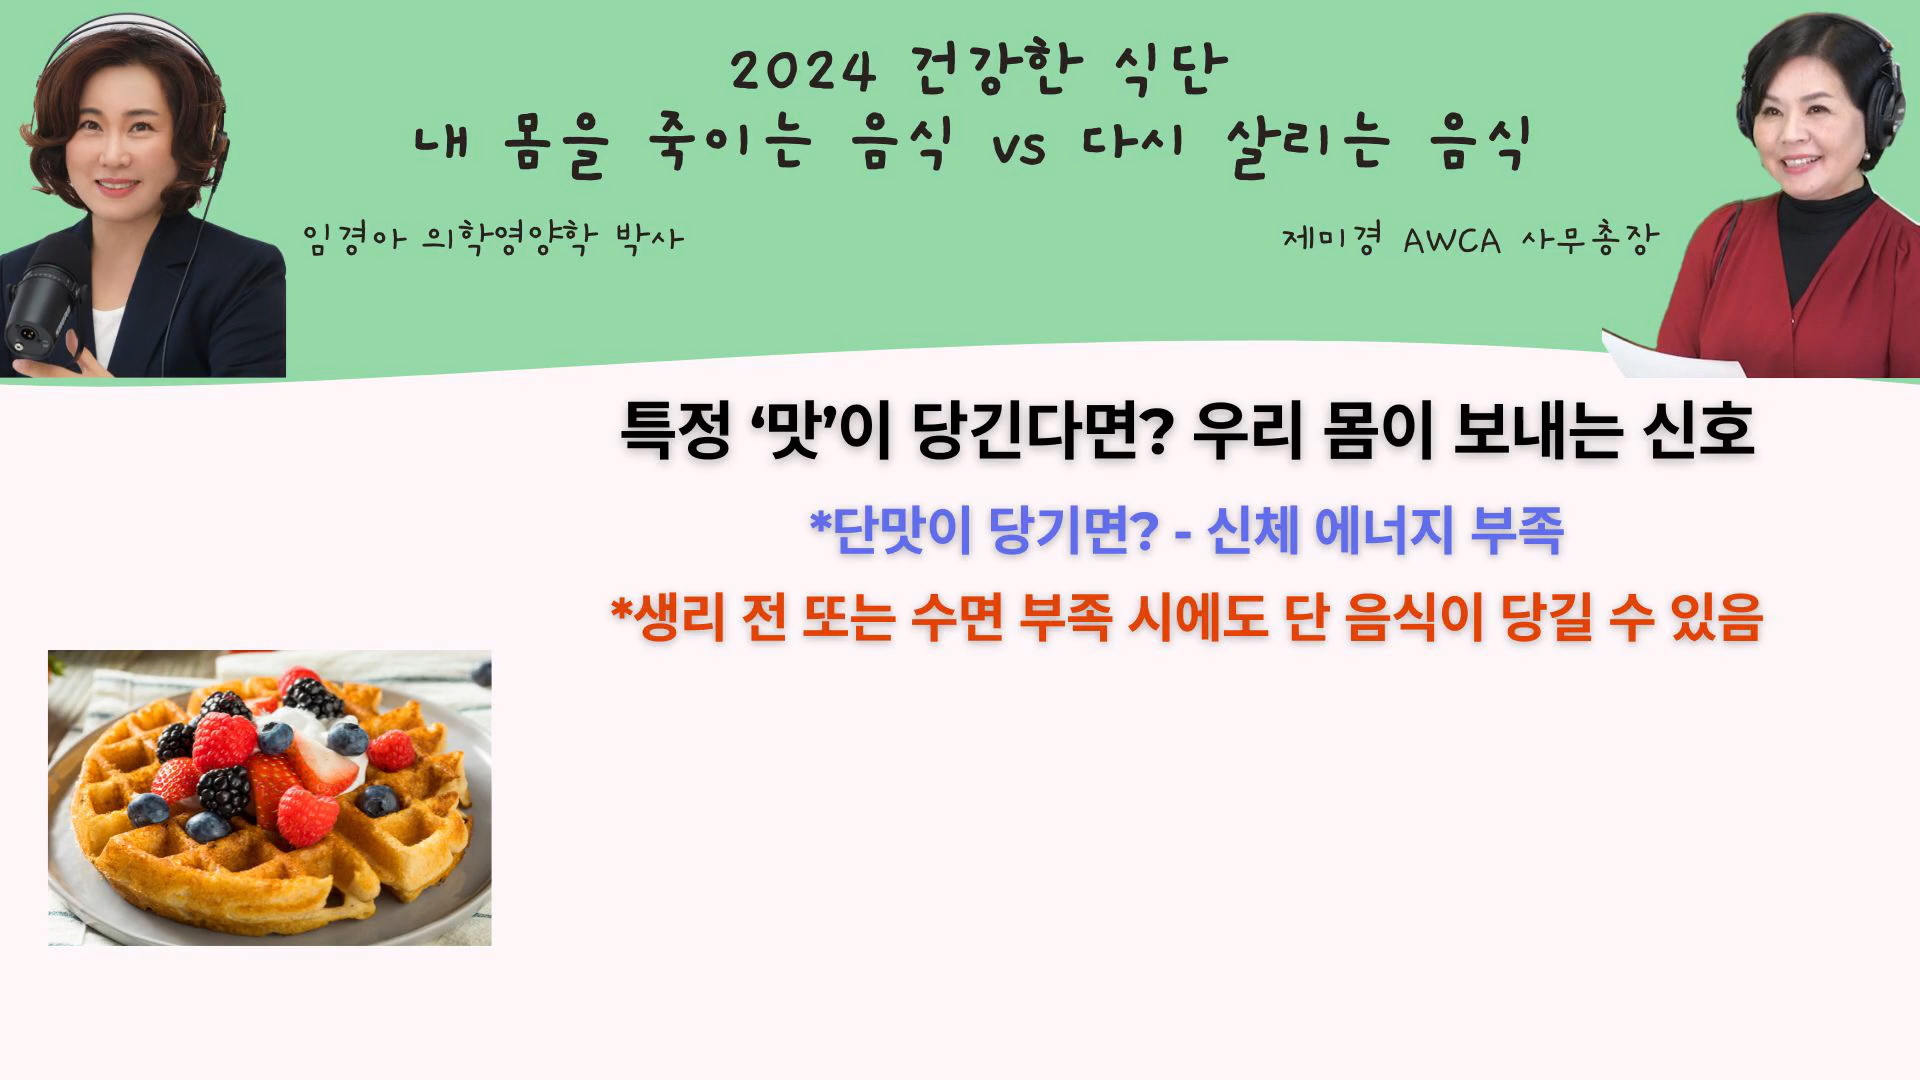 2024 건강한 식단
내 몸을 죽이는 음식 vs 다시 살리는 음식
임경아 의학영양학 박사
제미경 AWCA 사무총장
특정 ‘맛’이 당긴다면? 우리 몸이 보내는 신호
*단맛이 당기면? - 신체 에너지 부족
*생리 전 또는 수면 부족 시에도 단 음식이 당길 수 있음